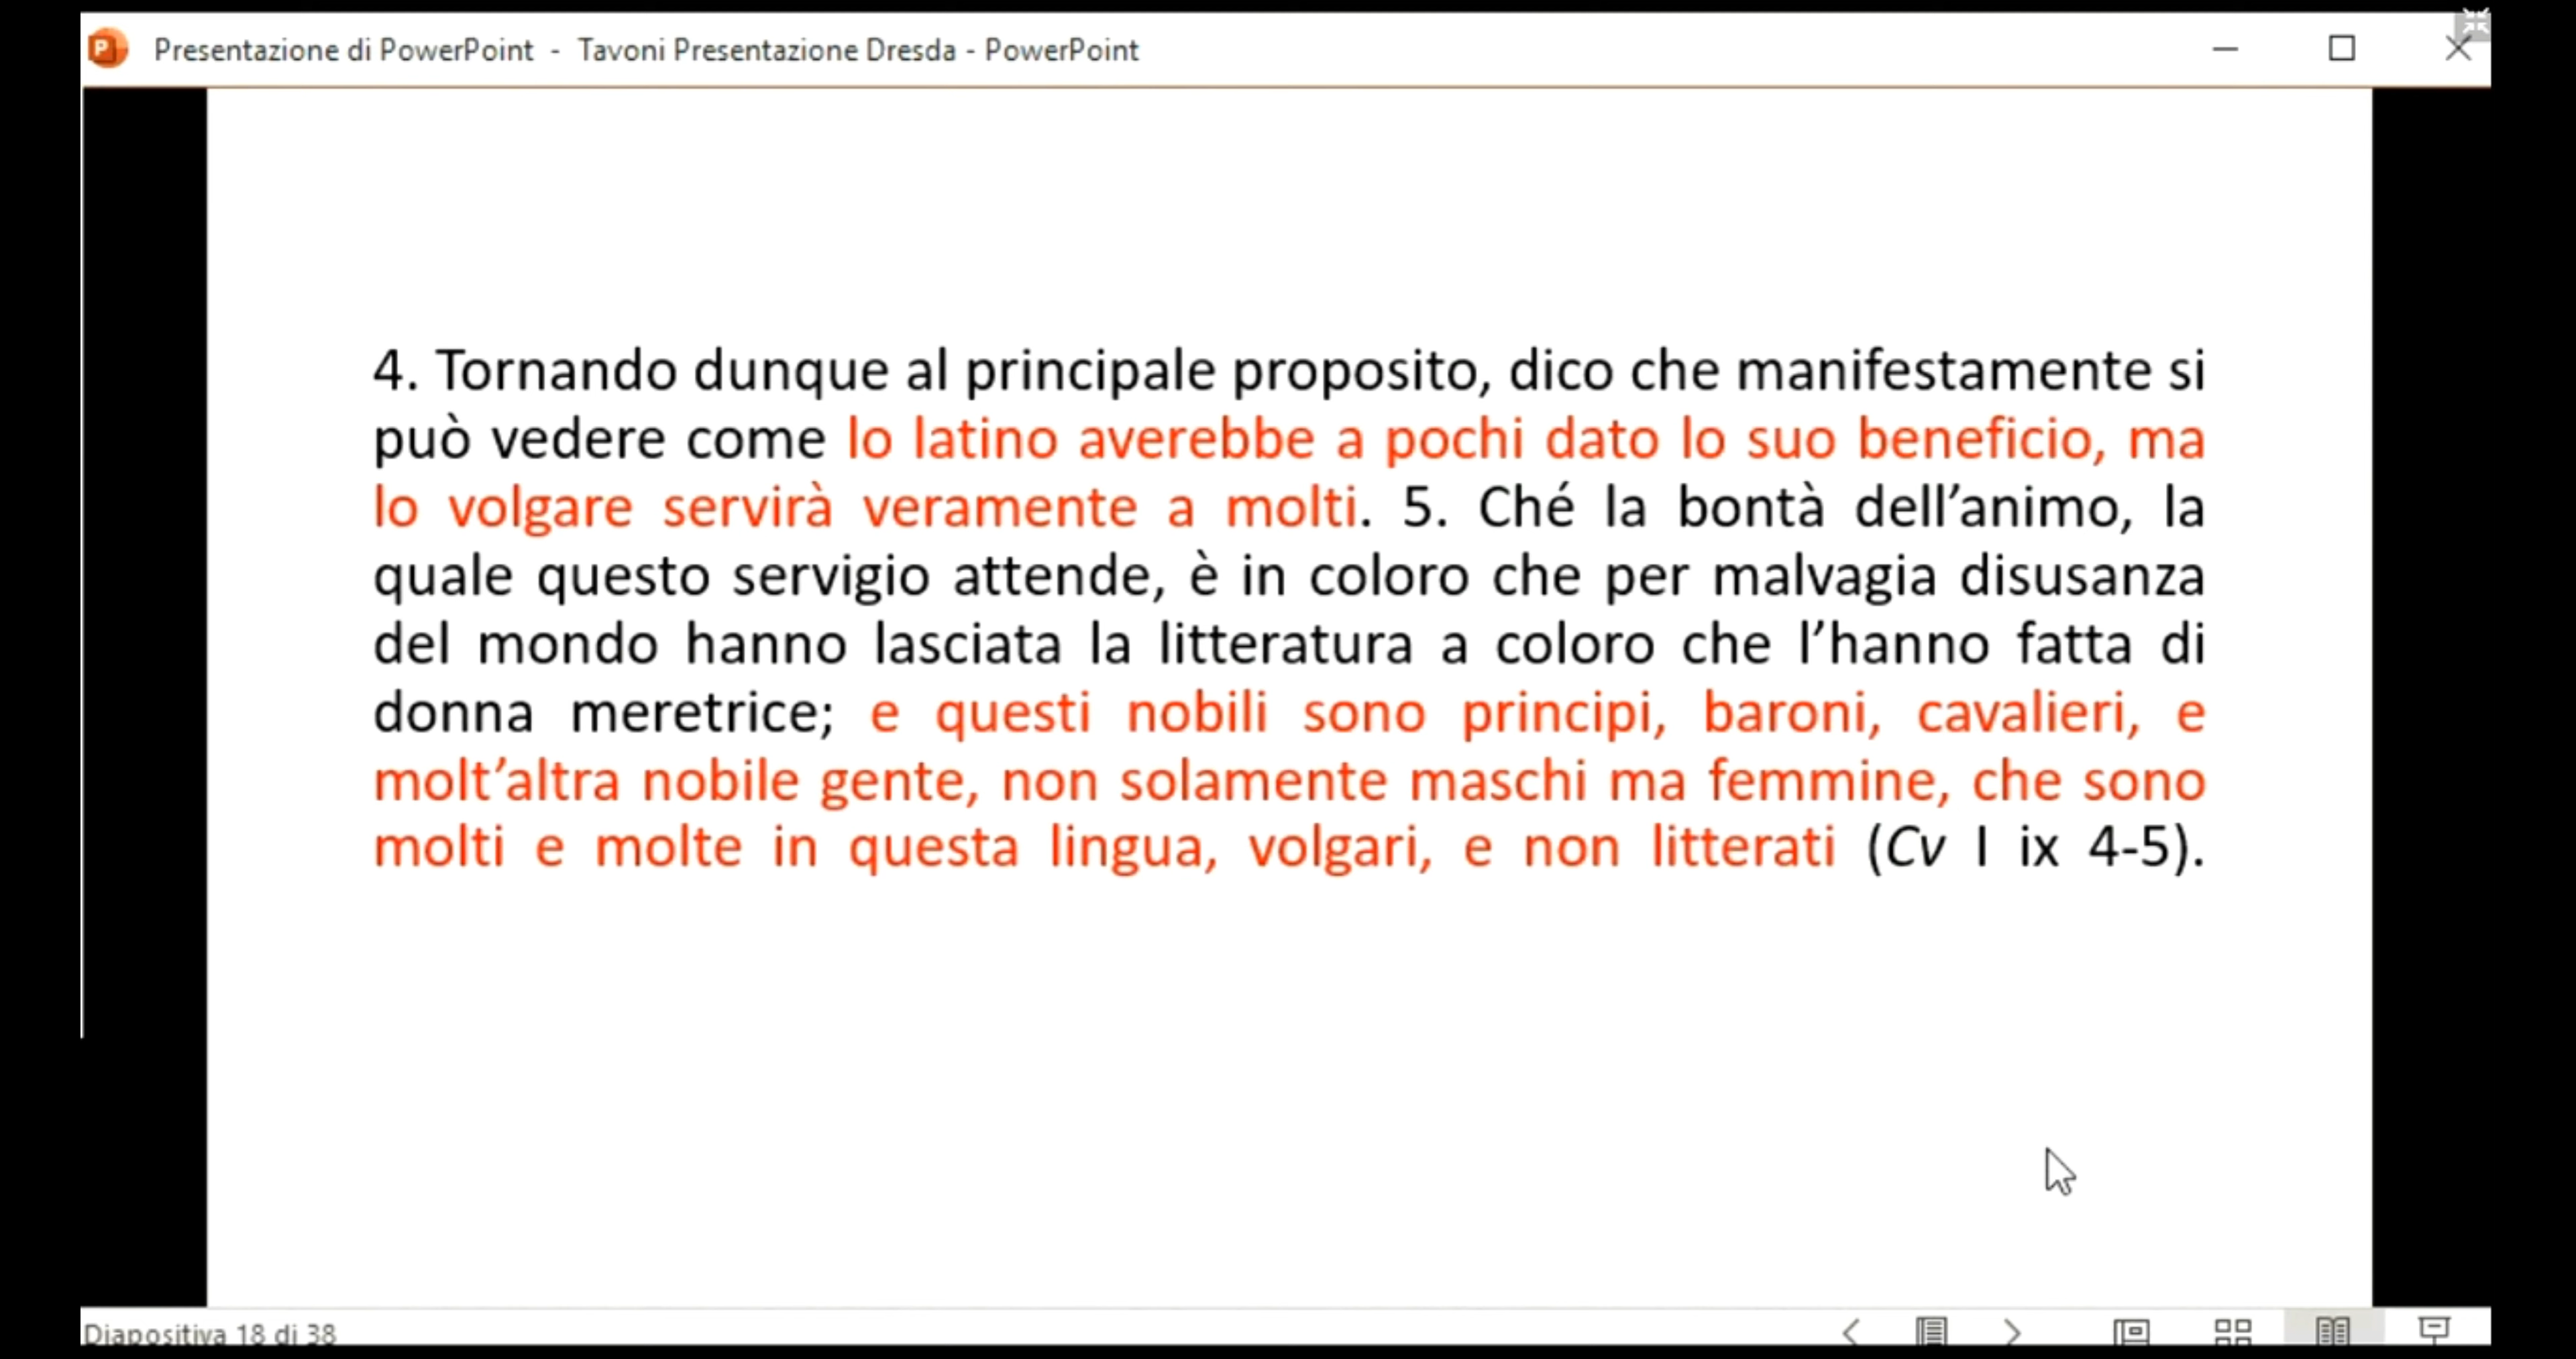 Presentazione di PowerPoint - Tavoni Presentazione Dresda - PowerPoint
4. Tornando dunque al principale proposito, dico che manifestamente si
può vedere come lo latino averebbe a pochi dato lo suo beneficio, ma
lo volgare servirà veramente a molti. 5. Ché la bontà dell’animo, la
quale questo servigio attende, è in coloro che per malvagia disusanza
del mondo hanno lasciata la litteratura a coloro che l’hanno fatta di
donna meretrice; e questi nobili sono principi, baroni, cavalieri, e
molt’altra nobile gente, non solamente maschi ma femmine, che sono
molti e molte in questa lingua, volgari, e non litterati (Cv I ix 4-5).
Diapositiva 18 di 38